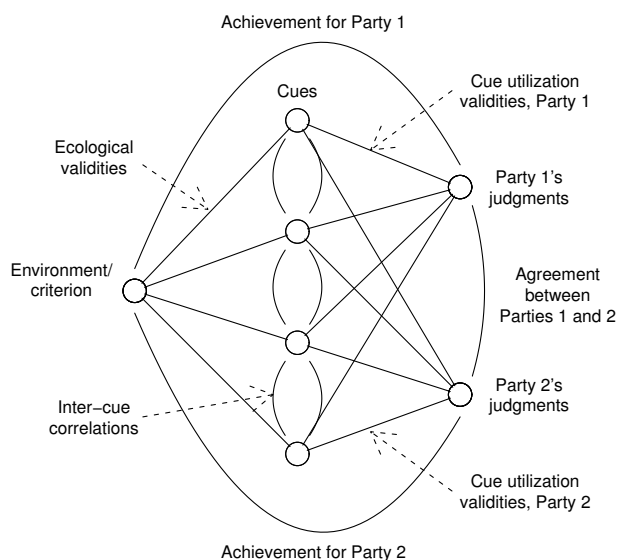 Achievement for Party 1
Cues
Cue utilization
validities, Party 1
Ecological
validities
Party 1's
judgments
Environment/
criterion
Agreement
between
Parties 1 and 2
Inter−cue
correlations
Party 2's
judgments
Cue utilization
validities, Party 2
Achievement for Party 2